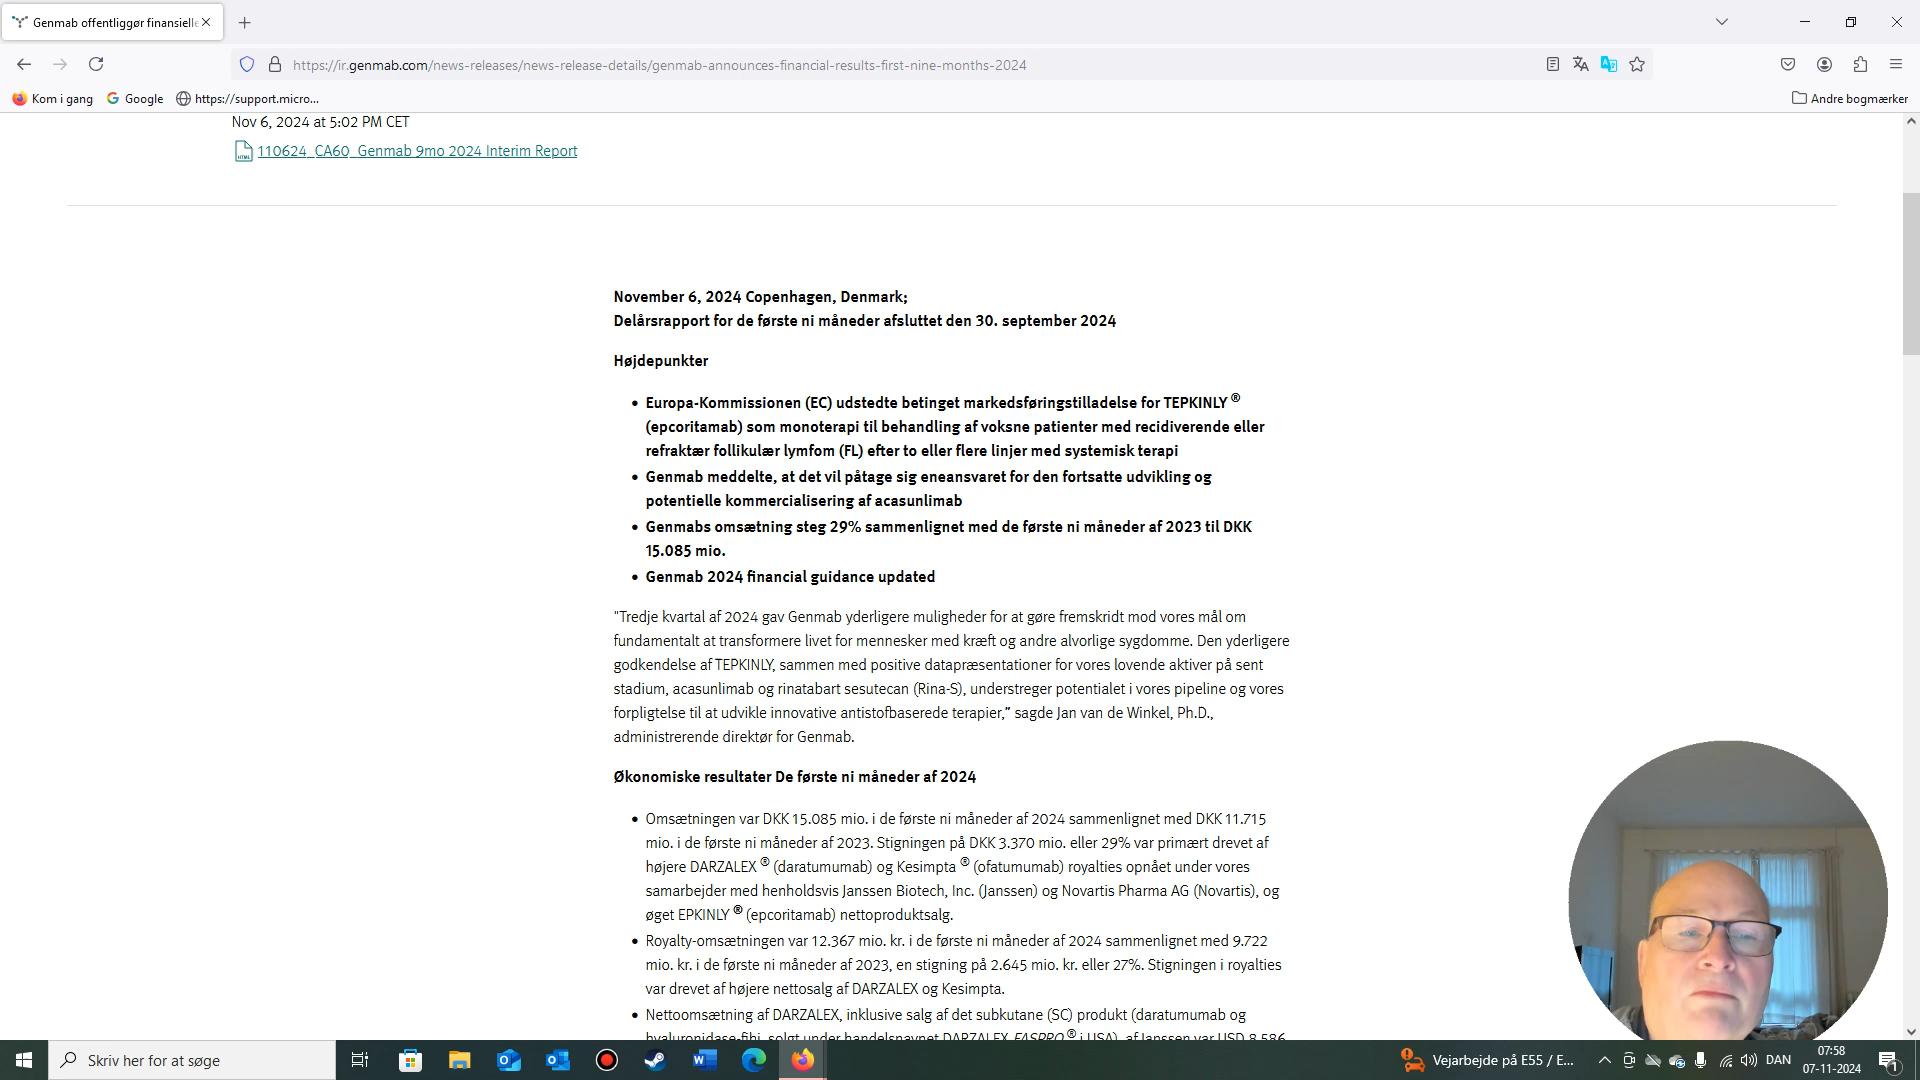 Genmab offentliggør finansielle
https://ir.genmab.com/news-releases/news-release-details/genmab-announces-financial-results-first-nine-months-2024
Kom i gang
Google
https://support.micro...
Andre bogmærker
Nov 6, 2024 at 5:02 PM CET
110624_CA60_Genmab 9mo 2024 Interim Report
November 6, 2024 Copenhagen, Denmark;
Delårsrapport for de første ni måneder afsluttet den 30. september 2024
Højdepunkter
• Europa-Kommissionen (EC) udstedte betinget markedsføringstilladelse for TEPKINLY ®
(epcoritamab) som monoterapi til behandling af voksne patienter med recidiverende eller
refraktær follikulær lymfom (FL) efter to eller flere linjer med systemisk terapi
• Genmab meddelte, at det vil påtage sig eneansvaret for den fortsatte udvikling og
potentielle kommercialisering af acasunlimab
• Genmabs omsætning steg 29% sammenlignet med de første ni måneder af 2023 til DKK
15.085 mio.
• Genmab 2024 financial guidance updated
"Tredje kvartal af 2024 gav Genmab yderligere muligheder for at gøre fremskridt mod vores mål om
fundamentalt at transformere livet for mennesker med kræft og andre alvorlige sygdomme. Den yderligere
godkendelse af TEPKINLY, sammen med positive datapræsentationer for vores lovende aktiver på sent
stadium, acasunlimab og rinatabart sesutecan (Rina-S), understreger potentialet i vores pipeline og vores
forpligtelse til at udvikle innovative antistofbaserede terapier,” sagde Jan van de Winkel, Ph.D.,
administrerende direktør for Genmab.
Økonomiske resultater De første ni måneder af 2024
• Omsætningen var DKK 15.085 mio. i de første ni måneder af 2024 sammenlignet med DKK 11.715
mio. i de første ni måneder af 2023. Stigningen på DKK 3.370 mio. eller 29% var primært drevet af
højere DARZALEX ® (daratumumab) og Kesimpta ® (ofatumumab) royalties opnået under vores
samarbejder med henholdsvis Janssen Biotech, Inc. (Janssen) og Novartis Pharma AG (Novartis), og
øget EPKINLY ® (epcoritamab) nettoproduktsalg.
• Royalty-omsætningen var 12.367 mio. kr. i de første ni måneder af 2024 sammenlignet med 9.722
mio. kr. i de første ni måneder af 2023, en stigning på 2.645 mio. kr. eller 27%. Stigningen i royalties
var drevet af højere nettosalg af DARZALEX og Kesimpta.
• Nettoomsætning af DARZALEX, inklusive salg af det subkutane (SC) produkt (daratumumab og
hyaluronidase-fihj, solgt under handelsnavnet DARZALEX FASPRO ® i USA), af Janssen var USD 8.586
Skriv her for at søge
Vejarbejde på E55 / E...
DAN
07:58
07-11-2024
1